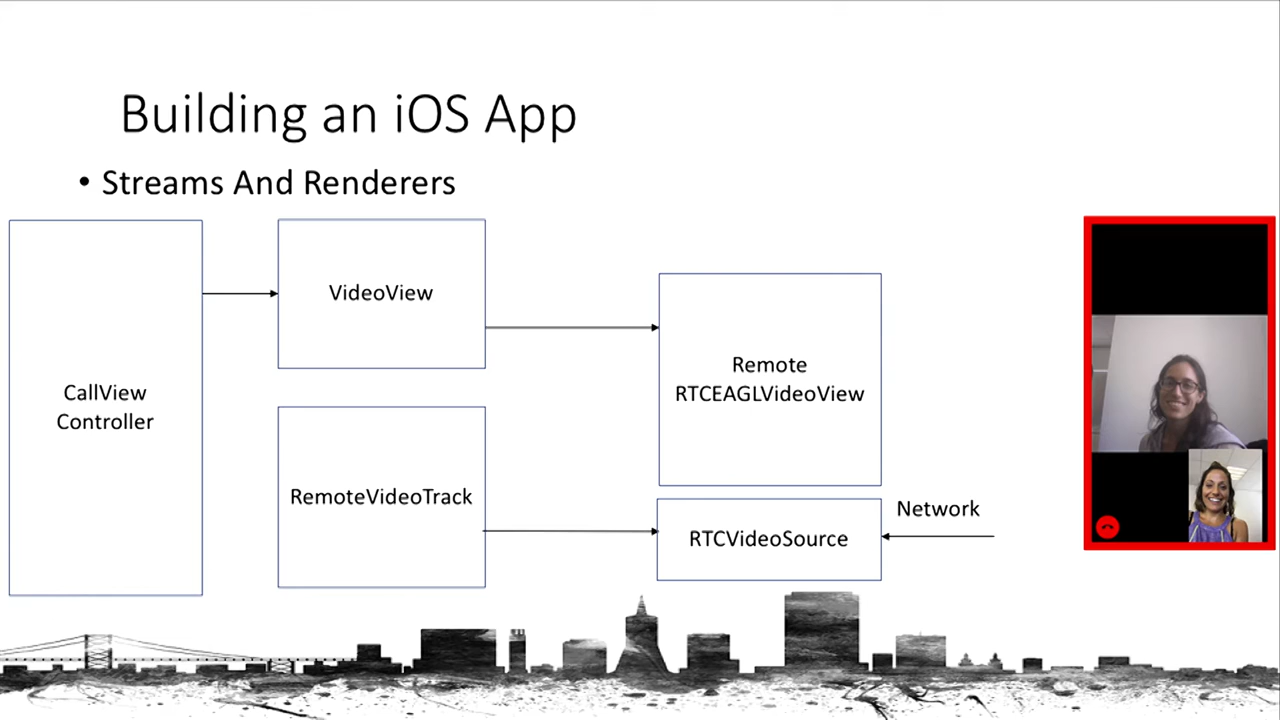 Building an iOS App
• Streams And Renderers
CallView
Controller
VideoView
RemoteVideoTrack
Remote
RTCEAGLVideoView
RTCVideoSource
Network